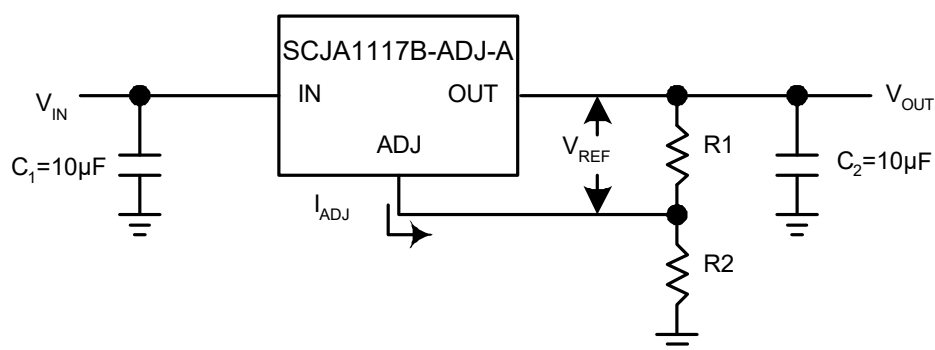 SCJA1117B-ADJ-A
V_IN
IN
OUT
V_OUT
ADJ
V_REF
R1
C_1=10µF
C_2=10µF
I_ADJ
R2